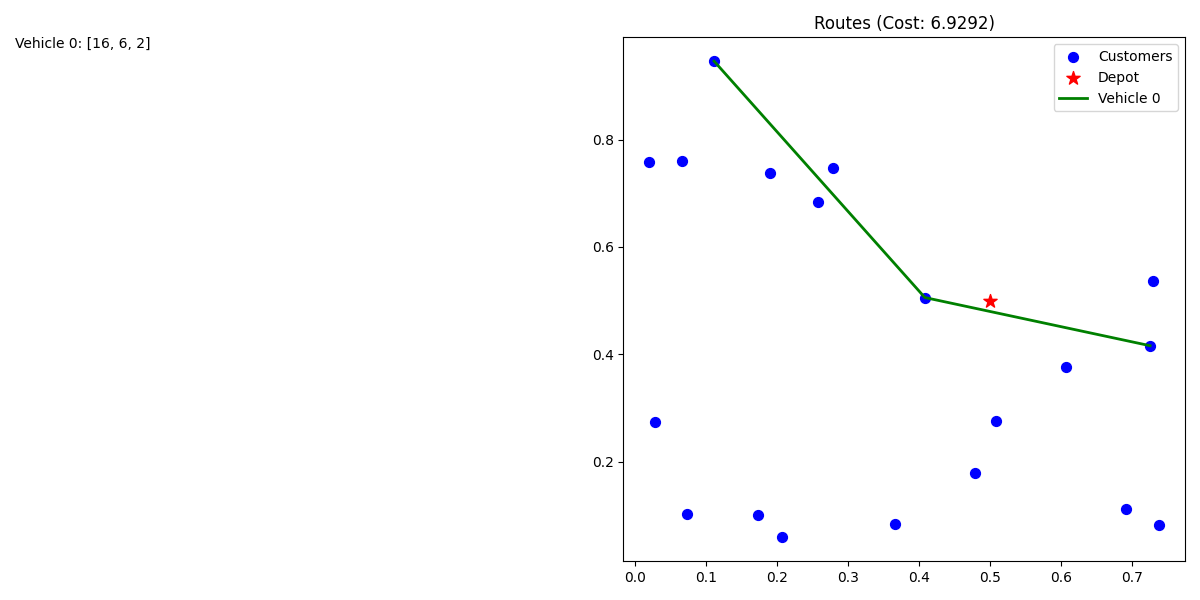 Vehicle 0: [16, 6, 2]
Routes (Cost: 6.9292)
Customers
Depot
Vehicle 0
0.8
0.6
0.4
0.2
0.0 0.1 0.2 0.3 0.4 0.5 0.6 0.7